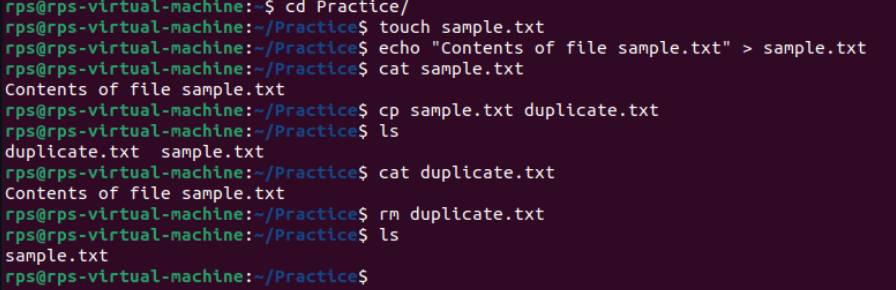 rps@rps-virtual-machine:~$ cd Practice/
rps@rps-virtual-machine:~/Practice$ touch sample.txt
rps@rps-virtual-machine:~/Practice$ echo "Contents of file sample.txt" > sample.txt
rps@rps-virtual-machine:~/Practice$ cat sample.txt
Contents of file sample.txt
rps@rps-virtual-machine:~/Practice$ cp sample.txt duplicate.txt
rps@rps-virtual-machine:~/Practice$ ls
duplicate.txt  sample.txt
rps@rps-virtual-machine:~/Practice$ cat duplicate.txt
Contents of file sample.txt
rps@rps-virtual-machine:~/Practice$ rm duplicate.txt
rps@rps-virtual-machine:~/Practice$ ls
sample.txt
rps@rps-virtual-machine:~/Practice$